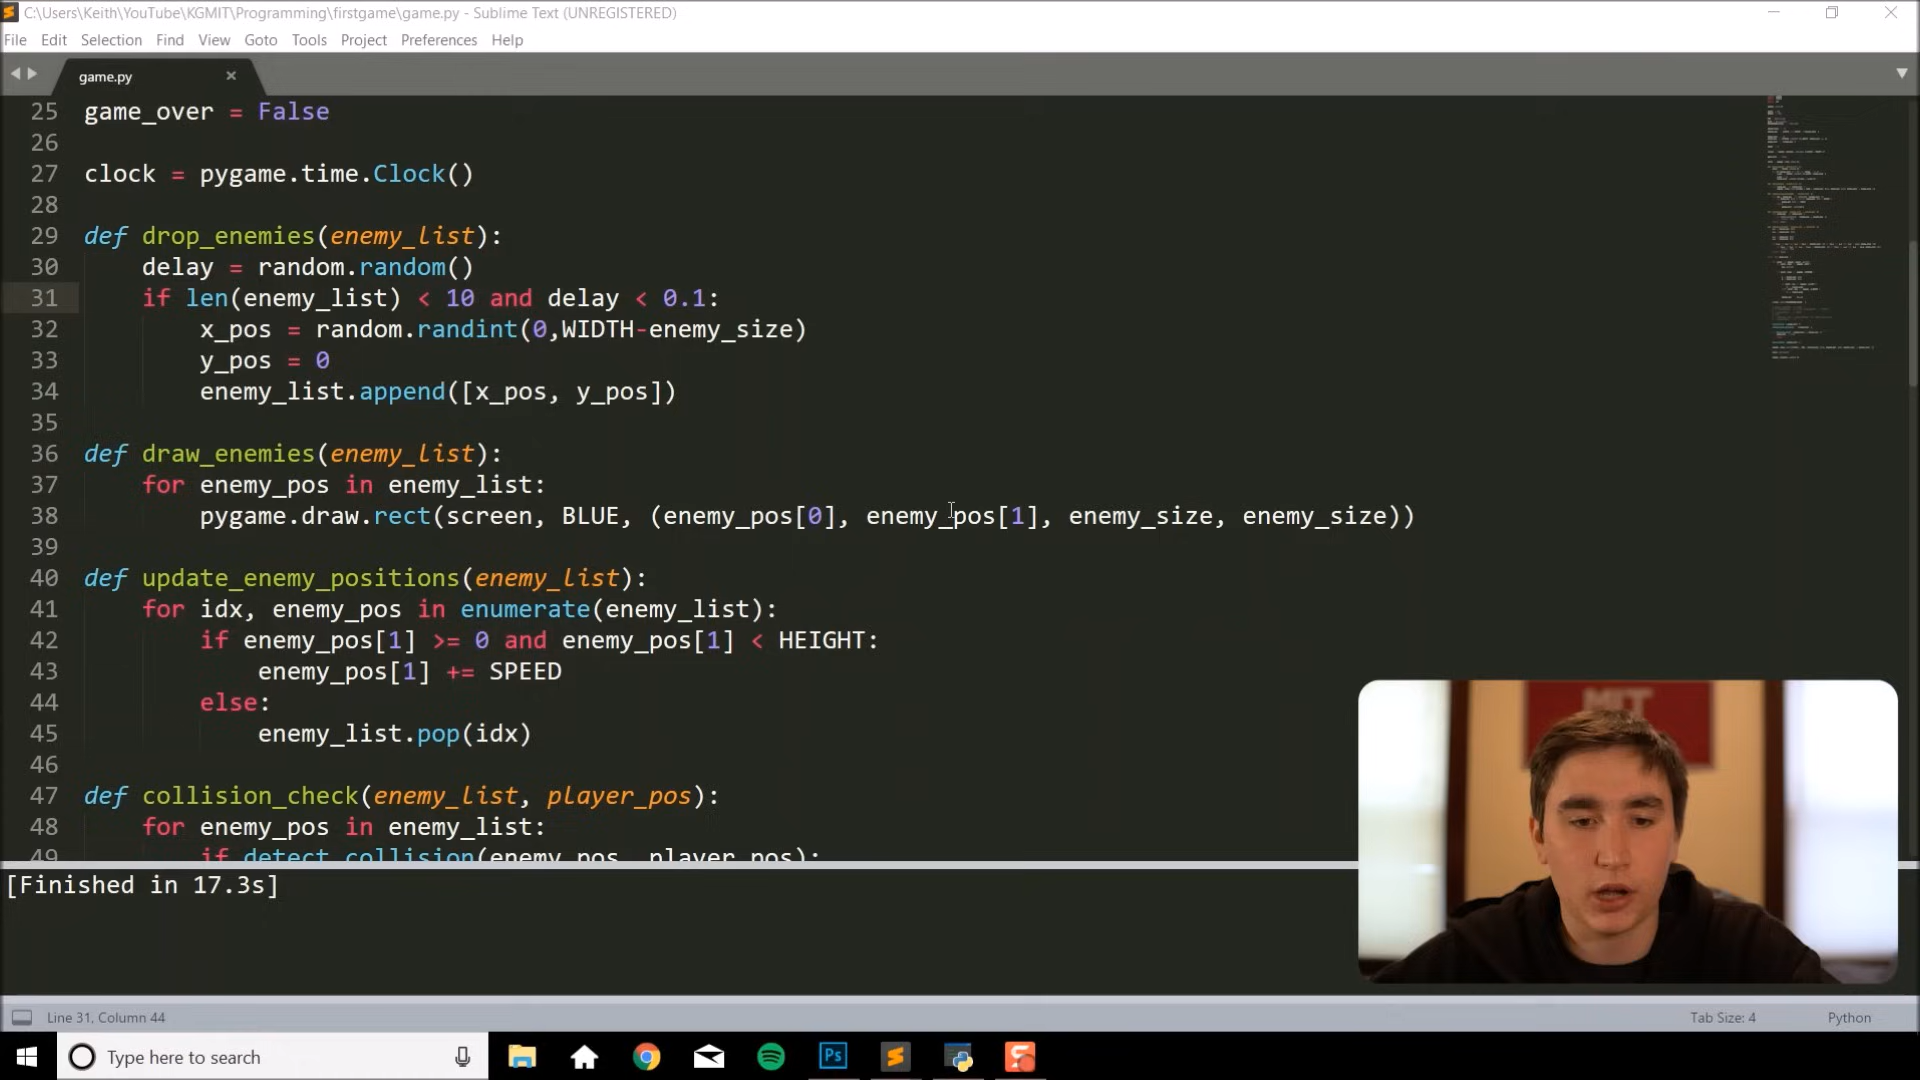 C:\Users\Keith\YouTube\KGMIT\Programming\firstgame\game.py - Sublime Text (UNREGISTERED)
File Edit Selection Find View Goto Tools Project Preferences Help
game.py
25 game_over = False
26
27 clock = pygame.time.Clock()
28
29 def drop_enemies(enemy_list):
30 delay = random.random()
31 if len(enemy_list) < 10 and delay < 0.1:
32 x_pos = random.randint(0,WIDTH-enemy_size)
33 y_pos = 0
34 enemy_list.append([x_pos, y_pos])
35
36 def draw_enemies(enemy_list):
37 for enemy_pos in enemy_list:
38 pygame.draw.rect(screen, BLUE, (enemy_pos[0], enemy_pos[1], enemy_size, enemy_size))
39
40 def update_enemy_positions(enemy_list):
41 for idx, enemy_pos in enumerate(enemy_list):
42 if enemy_pos[1] >= 0 and enemy_pos[1] < HEIGHT:
43 enemy_pos[1] += SPEED
44 else:
45 enemy_list.pop(idx)
46
47 def collision_check(enemy_list, player_pos):
48 for enemy_pos in enemy_list:
49 if detect_collision(enemy_pos, player_pos):
MIT
[Finished in 17.3s]
Line 31, Column 44
Tab Size: 4
Python
Type here to search
Ps